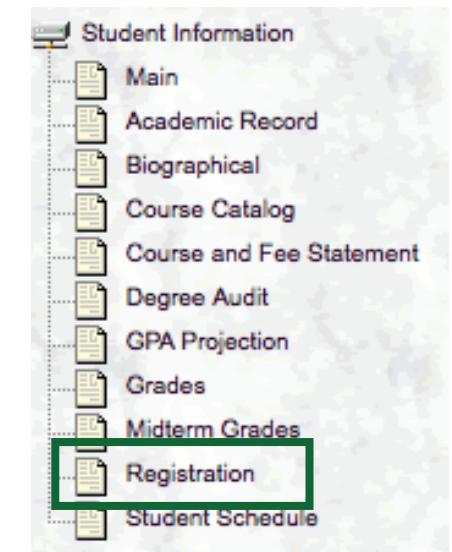 Student Information
Main
Academic Record
Biographical
Course Catalog
Course and Fee Statement
Degree Audit
GPA Projection
Grades
Midterm Grades
Registration
Student Schedule